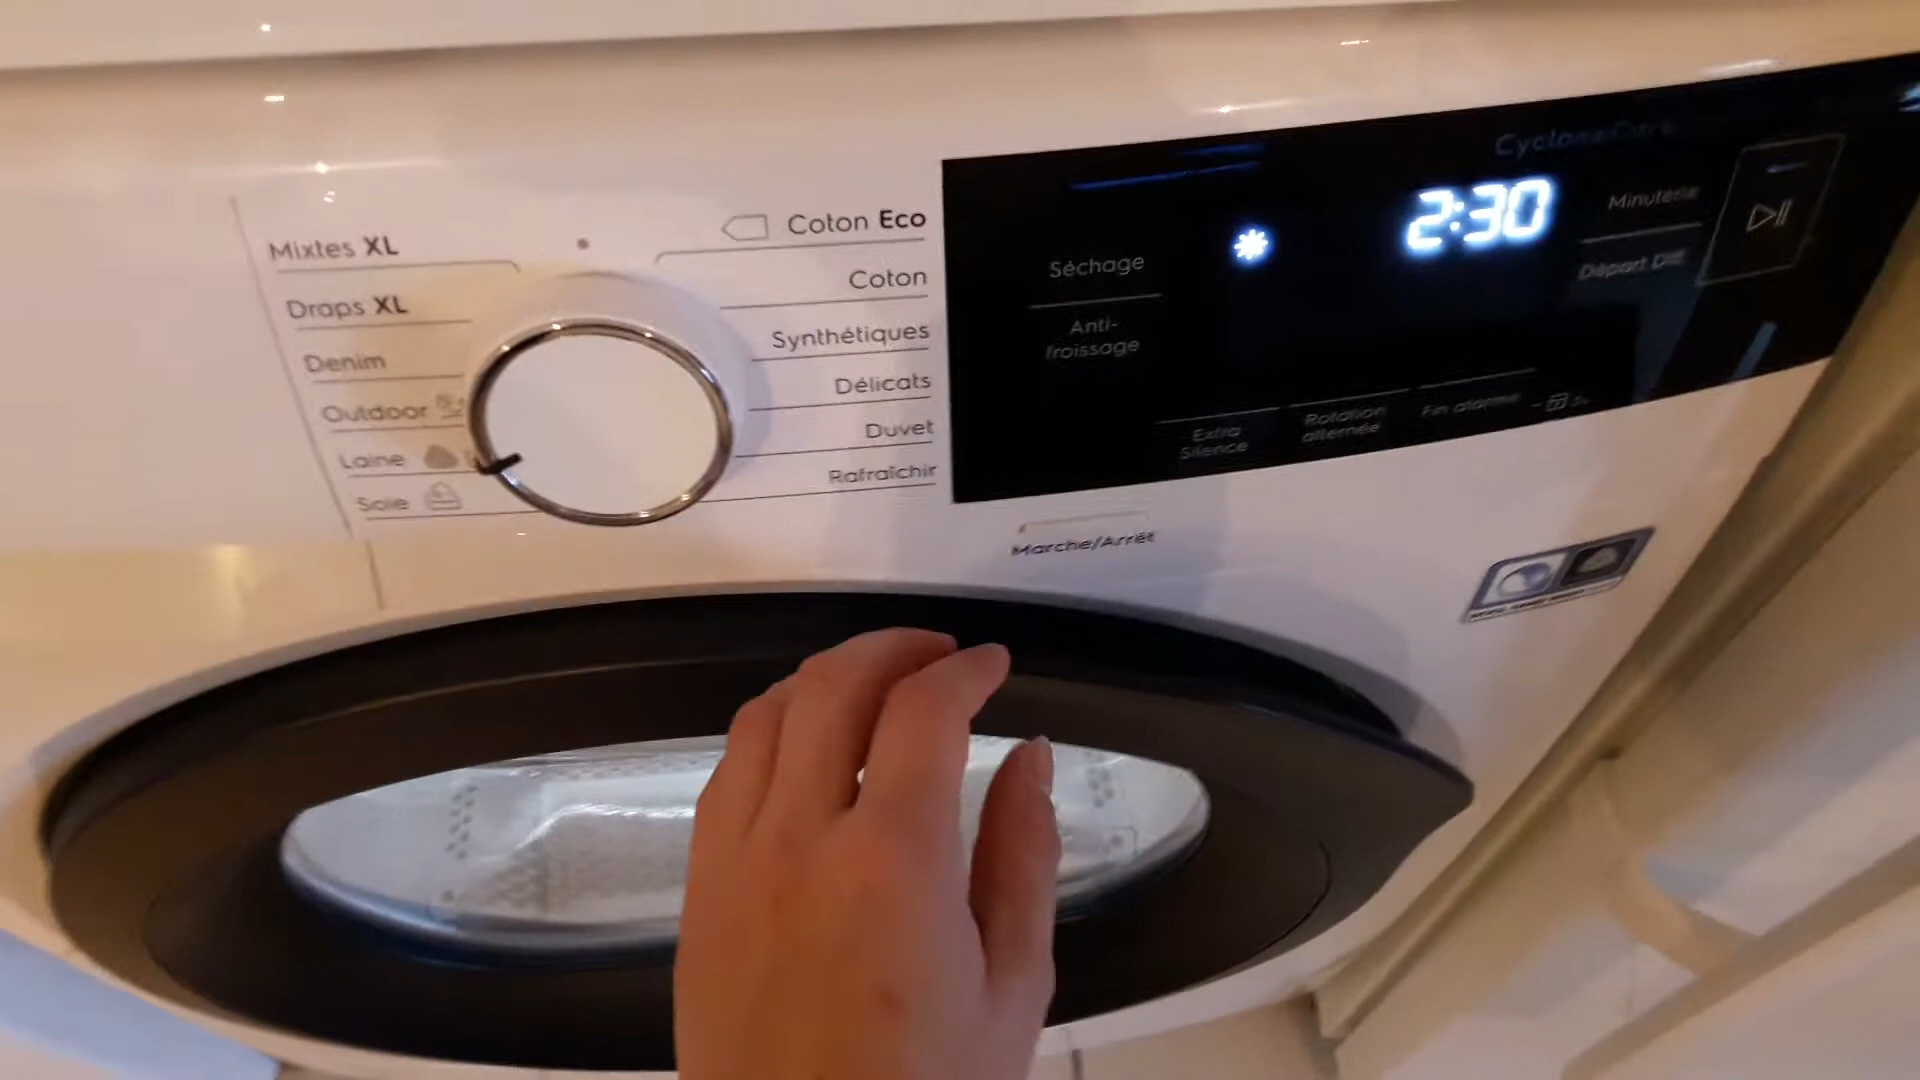 Mixtes XL
Draps XL
Denim
Outdoor
Laine
Soie
Coton Eco
Coton
Synthétiques
Délicats
Duvet
Rafraîchir
Séchage
Anti-
froissage
2:30
CycloneCare
Minuterie
Départ Diff.
Extra
Silence
Rotation
alternée
Fin alarme
Marche/Arrêt